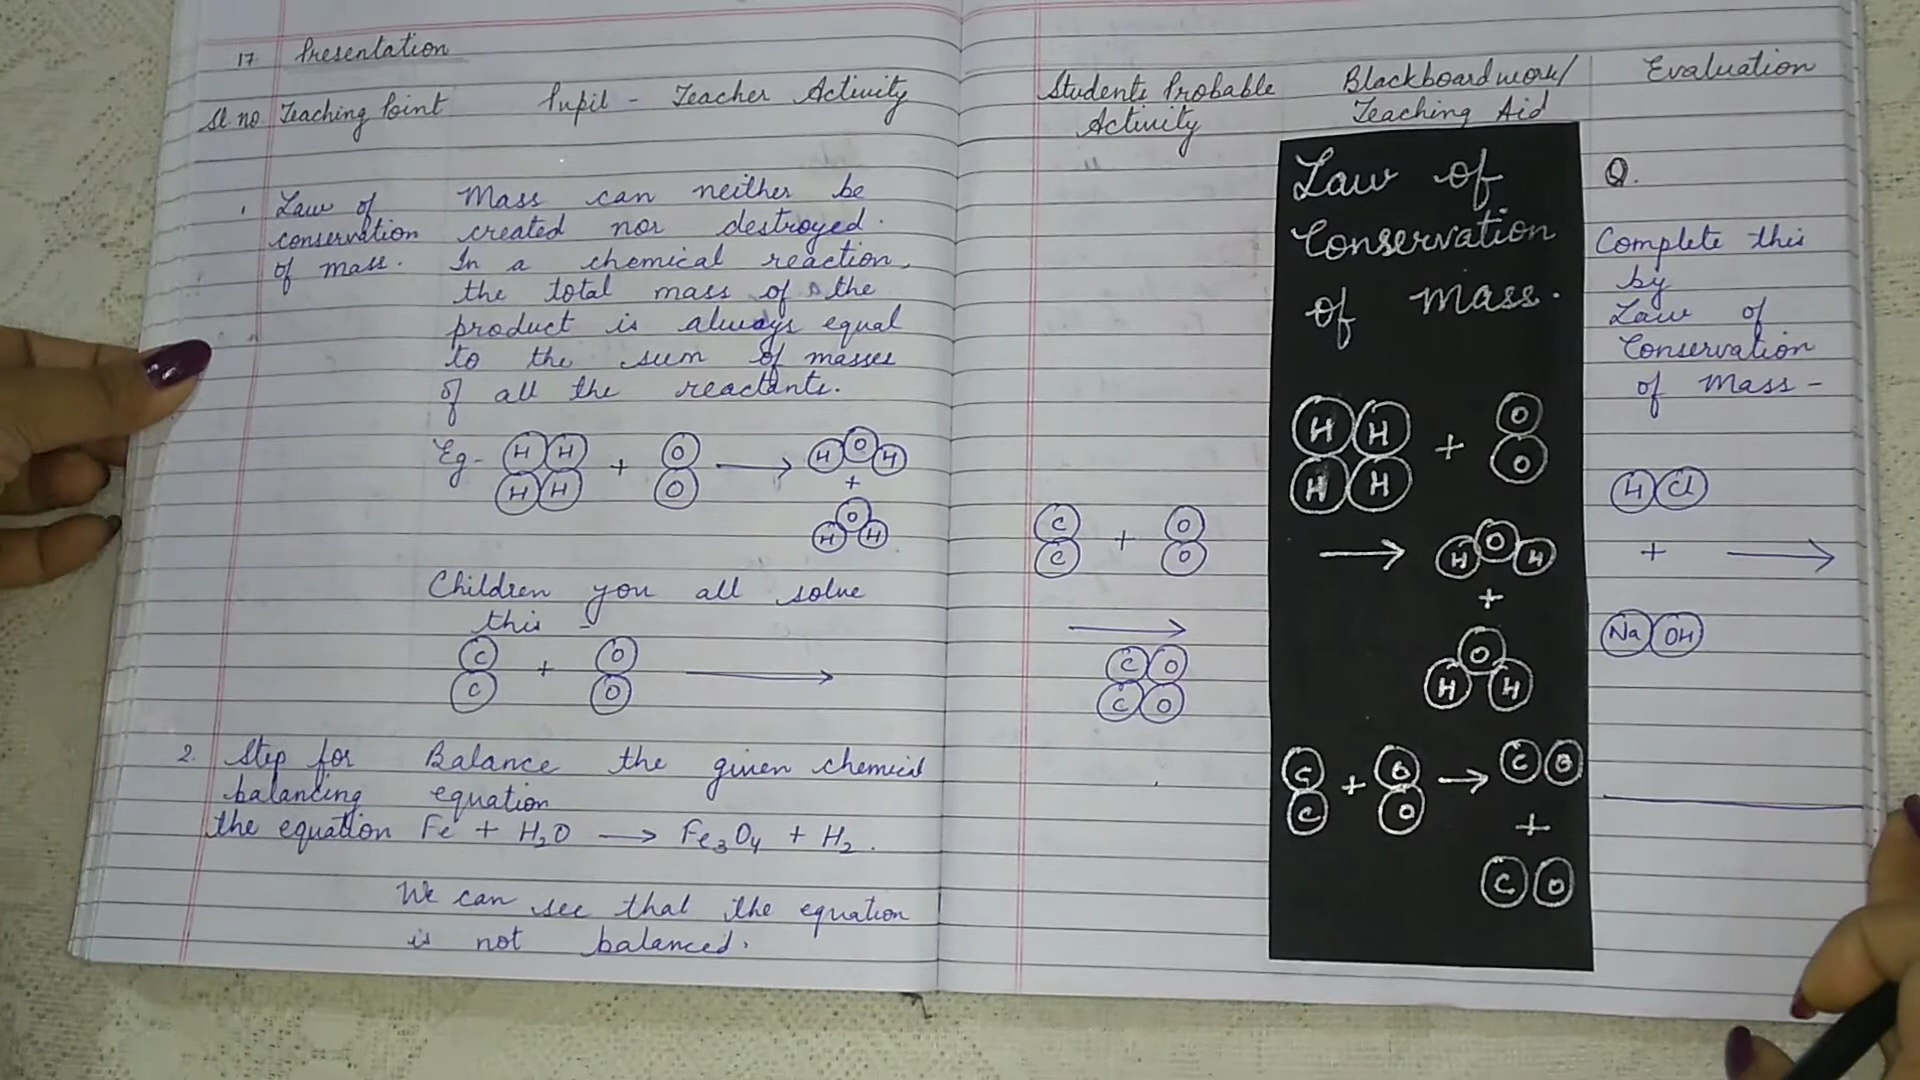 17. Presentation
Sl no Teaching Point Pupil - Teacher Activity
1 Law of
conservation
of mass.
Mass can neither be
created nor destroyed.
In a chemical reaction,
the total mass of the
product is always equal
to the sum of masses
of all the reactants.
Eg- H H + O → H O H
H H O +
H O H
Children you all solve
this -
C + O →
C O
2. Step for
balancing
the equation
Balance the given chemical
equation
Fe + H₂O → Fe₃O₄ + H₂.
We can see that the equation
is not balanced.
Students Probable
Activity
C + O
C O
→
C O
C O
Blackboard work/
Teaching Aid
Law of
Conservation
of Mass.
H H + O
H H O
→ H O H
+
H O H
C + O → C O
C O +
C O
Evaluation
Q.
Complete this
by
Law of
Conservation
of Mass -
H Cl
+ →
Na OH